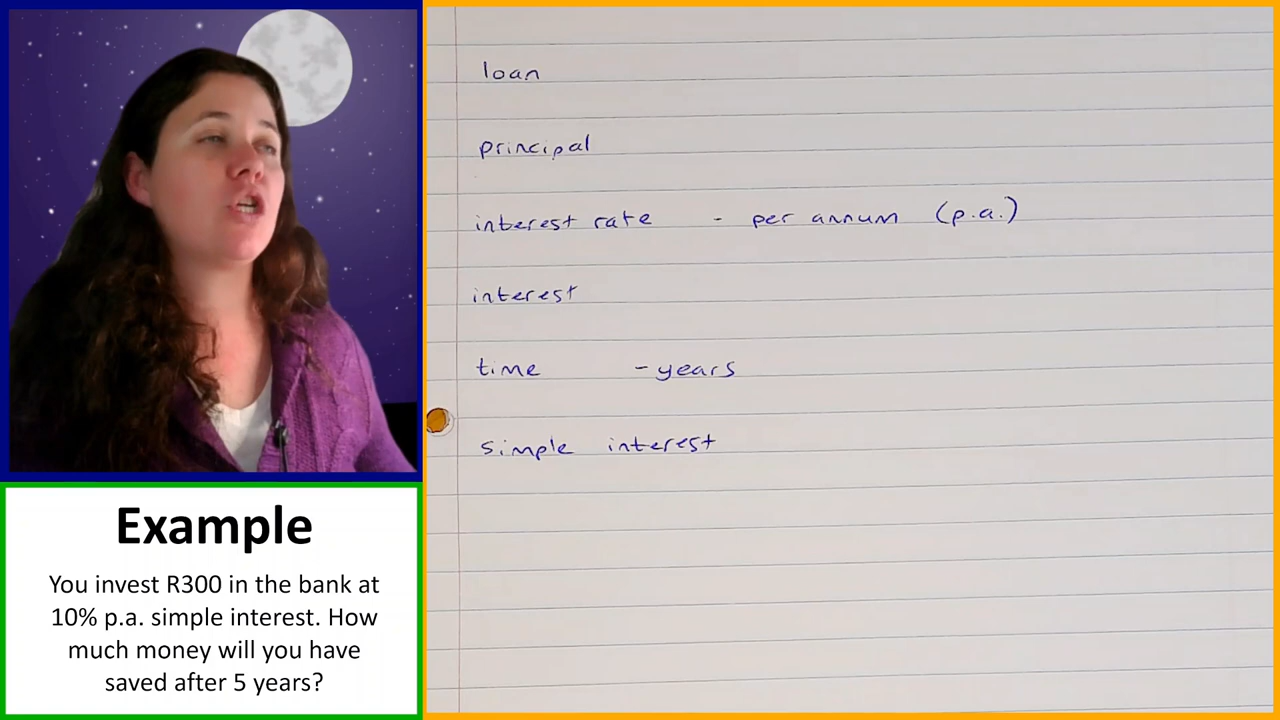 loan
principal
interest rate - per annum (p.a.)
interest
time - years
simple interest
Example
You invest R300 in the bank at
10% p.a. simple interest. How
much money will you have
saved after 5 years?